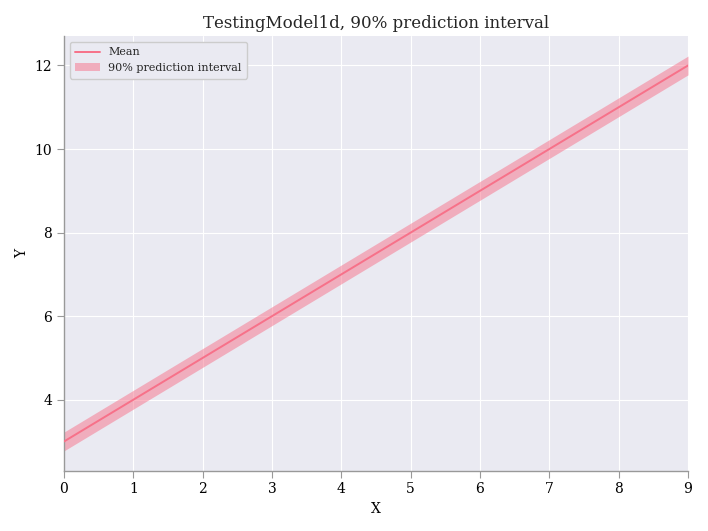 TestingModel1d, 90% prediction interval
Mean
90% prediction interval
12
10
8
6
4
Y
0 1 2 3 4 5 6 7 8 9
X